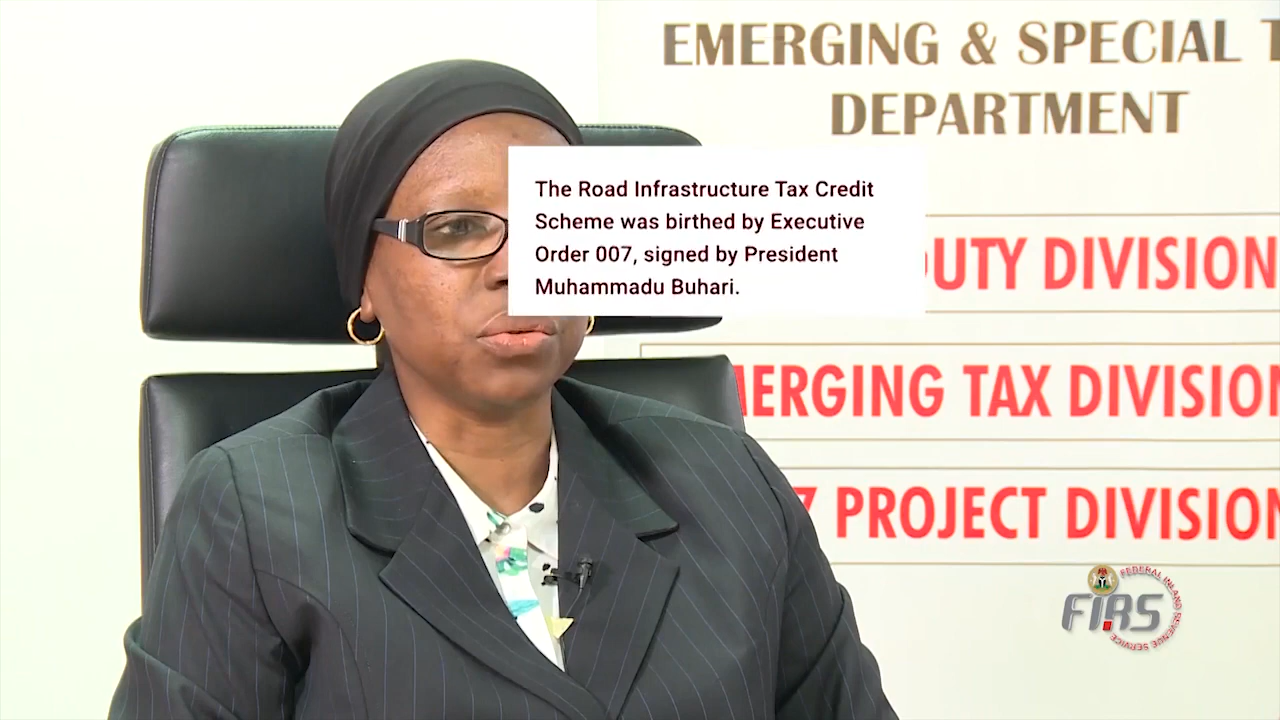 EMERGING & SPECIAL T
DEPARTMENT
The Road Infrastructure Tax Credit
Scheme was birthed by Executive
Order 007, signed by President
Muhammadu Buhari.
UTY DIVISION
MERGING TAX DIVISION
7 PROJECT DIVISION
FEDERAL INLAND REVENUE SERVICE
FIRS